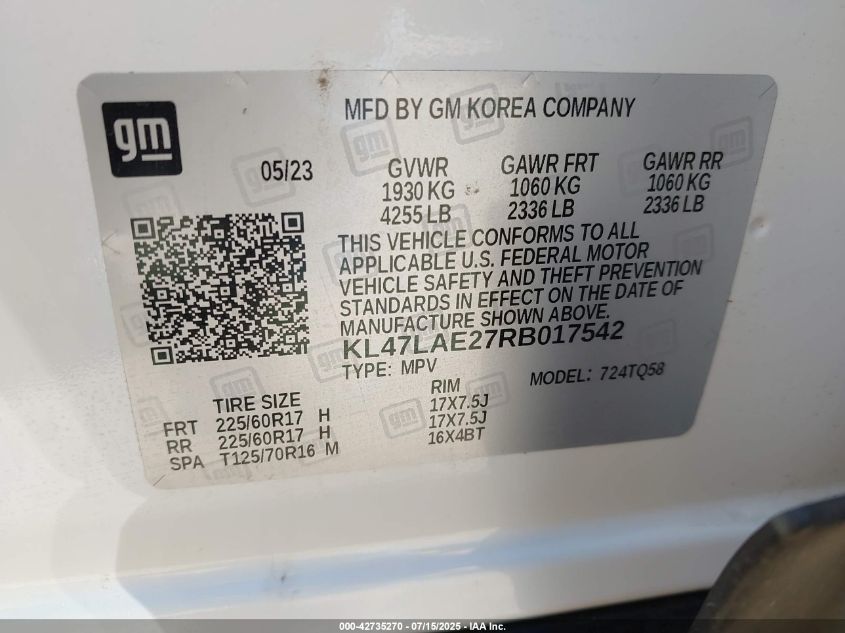 gm
MFD BY GM KOREA COMPANY
05/23
GVWR GAWR FRT GAWR RR
1930 KG 1060 KG 1060 KG
4255 LB 2336 LB 2336 LB
THIS VEHICLE CONFORMS TO ALL
APPLICABLE U.S. FEDERAL MOTOR
VEHICLE SAFETY AND THEFT PREVENTION
STANDARDS IN EFFECT ON THE DATE OF
MANUFACTURE SHOWN ABOVE.
KL47LAE27RB017542
TYPE: MPV MODEL: 724TQ58
TIRE SIZE RIM
FRT 225/60R17 H 17X7.5J
RR 225/60R17 H 17X7.5J
SPA T125/70R16 M 16X4BT
000-42735270 - 07/15/2025 - IAA Inc.